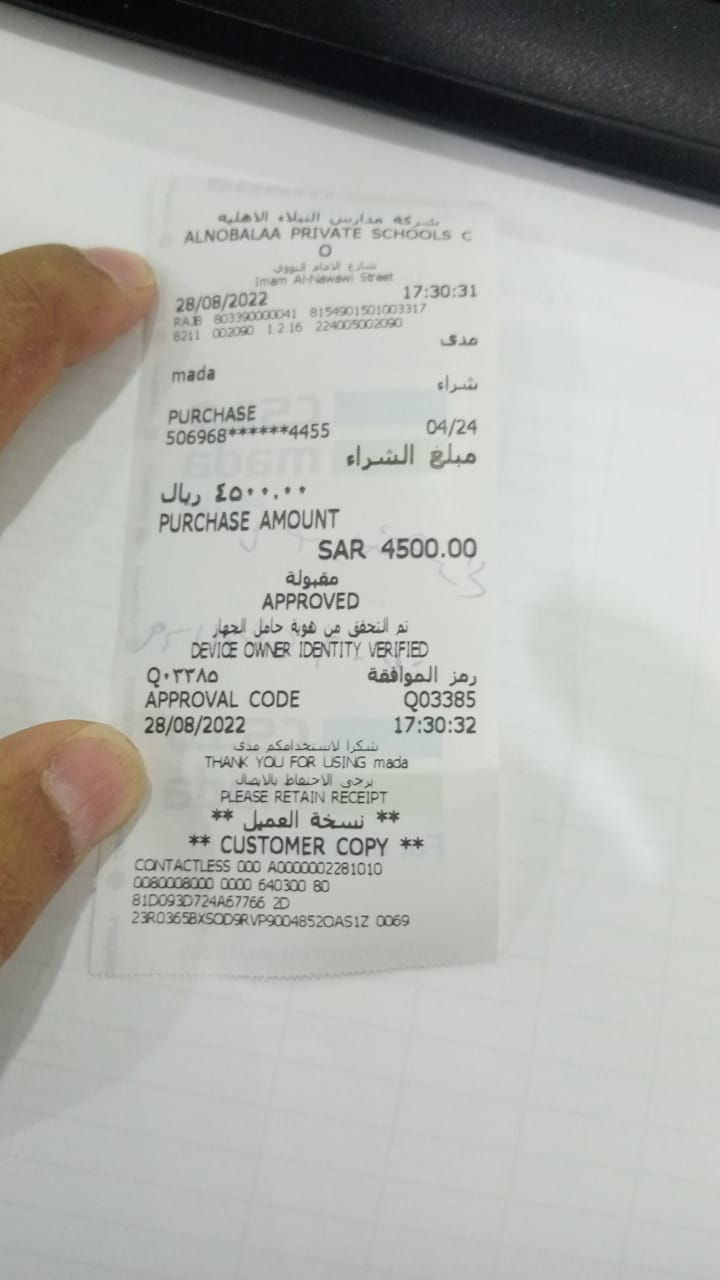 شركة مدارس النبلاء الاهلية
ALNOBALAA PRIVATE SCHOOLS C
O
شارع الامام النووي
Imam Al-Nawawi Street
28/08/2022 17:30:31
RAJB 803390000041 8154901501003317
8211 002090 1.2.16 224005002090
مدى
mada
شراء
PURCHASE
506968******4455 04/24
مبلغ الشراء
٤٥٠٠.٠٠ ريال
PURCHASE AMOUNT
SAR 4500.00
مقبولة
APPROVED
تم التحقق من هوية حامل الجهاز
DEVICE OWNER IDENTITY VERIFIED
رمز الموافقة Q٠٣٣٨٥
APPROVAL CODE Q03385
28/08/2022 17:30:32
شكرا لاستخدامكم مدى
THANK YOU FOR USING mada
يرجى الاحتفاظ بالايصال
PLEASE RETAIN RECEIPT
** نسخة العميل **
** CUSTOMER COPY **
CONTACTLESS 000 A0000002281010
0080008000 0000 640300 80
81D093D724A67766 2D
23R0365BXSOD9RVP9004852OAS1Z 0069